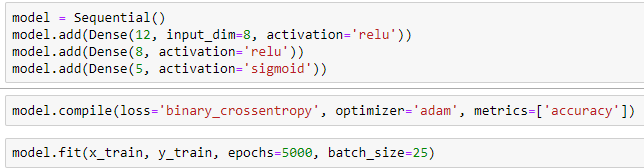 model = Sequential()
model.add(Dense(12, input_dim=8, activation='relu'))
model.add(Dense(8, activation='relu'))
model.add(Dense(5, activation='sigmoid'))
model.compile(loss='binary_crossentropy', optimizer='adam', metrics=['accuracy'])
model.fit(x_train, y_train, epochs=5000, batch_size=25)